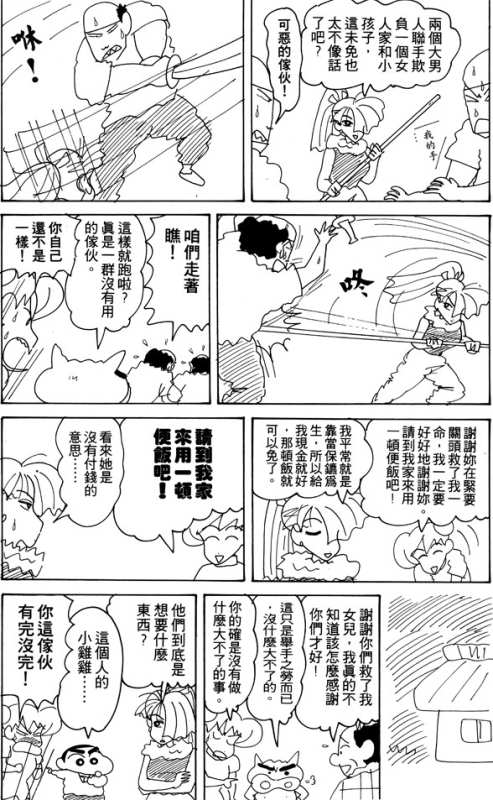 兩個大男
人聯手欺
負一個女
人家和小
孩子，
這未免也
太不像話
了吧？
可惡的傢伙！
我的手
咻！
咚
咱們走著
瞧！
這樣就跑啦？
真是一群沒有用
的傢伙。
你自己
還不是
一樣！
謝謝妳在緊要
關頭救了我一
命，我一定要
好好地謝謝妳。
請到我家來用
一頓便飯吧！
我平常就是
靠當保鏢為
生，所以給
我現金就好
，那頓飯就
可以免了。
請到我家
來用一頓
便飯吧！
看來她是
沒有付錢的
意思……
謝謝你們救了我
女兒，我真的不
知道該怎麼感謝
你們才好！
這只是舉手之勞而已
，沒什麼大不了的。
你的確是沒有做
什麼大不了的事。
他們到底是
想要什麼
東西？
這個人的
小雞雞……
你這傢伙
有完沒完！